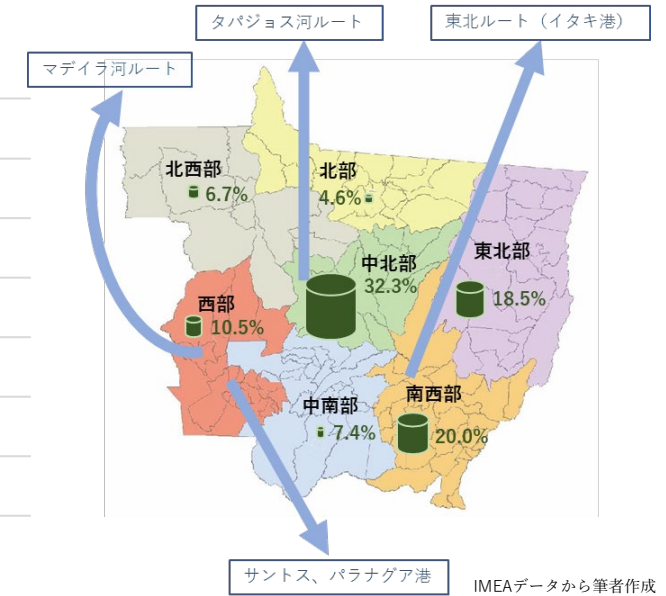 タパジョス河ルート
東北ルート（イタキ港）
マデイラ河ルート
北西部
6.7%
北部
4.6%
中北部
32.3%
東北部
18.5%
西部
10.5%
中南部
7.4%
南西部
20.0%
サントス、パラナグア港
IMEAデータから筆者作成